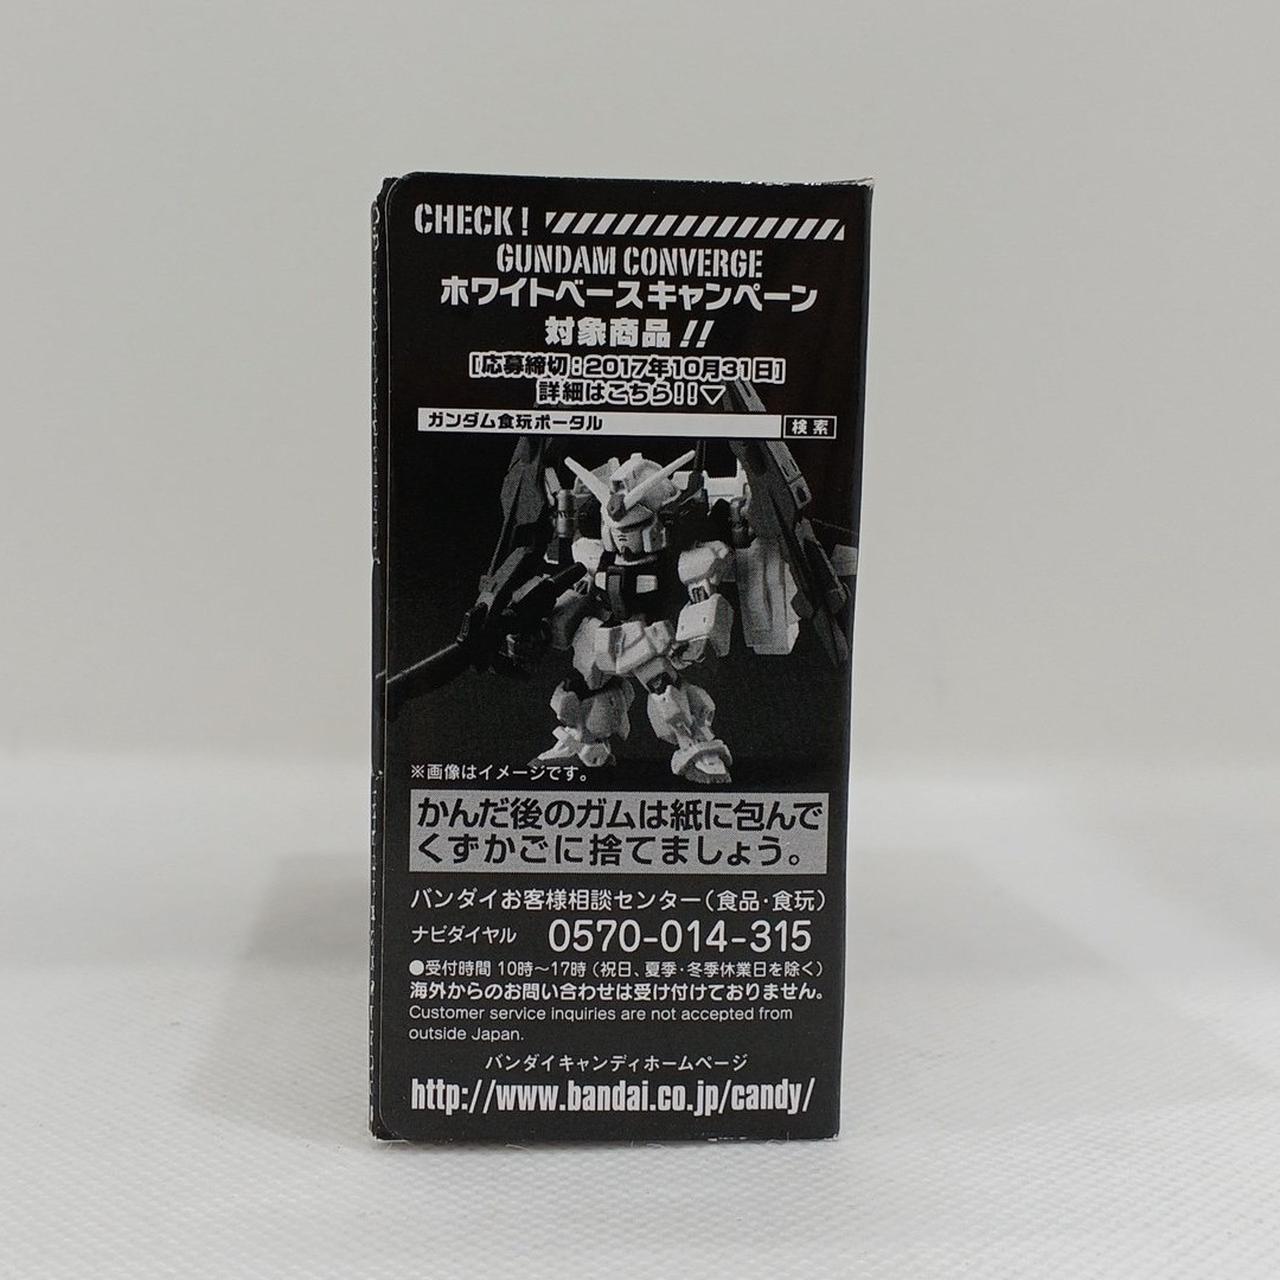 CHECK!
GUNDAM CONVERGE
ホワイトベースキャンペーン
対象商品!!
[応募締切:2017年10月31日]
詳細はこちら!!▽
ガンダム食玩ポータル 検索
※画像はイメージです。
かんだ後のガムは紙に包んで
くずかごに捨てましょう。
バンダイお客様相談センター(食品・食玩)
ナビダイヤル 0570-014-315
●受付時間 10時～17時(祝日、夏季・冬季休業日を除く)
海外からのお問い合わせは受け付けておりません。
Customer service inquiries are not accepted from
outside Japan.
バンダイキャンディホームページ
http://www.bandai.co.jp/candy/